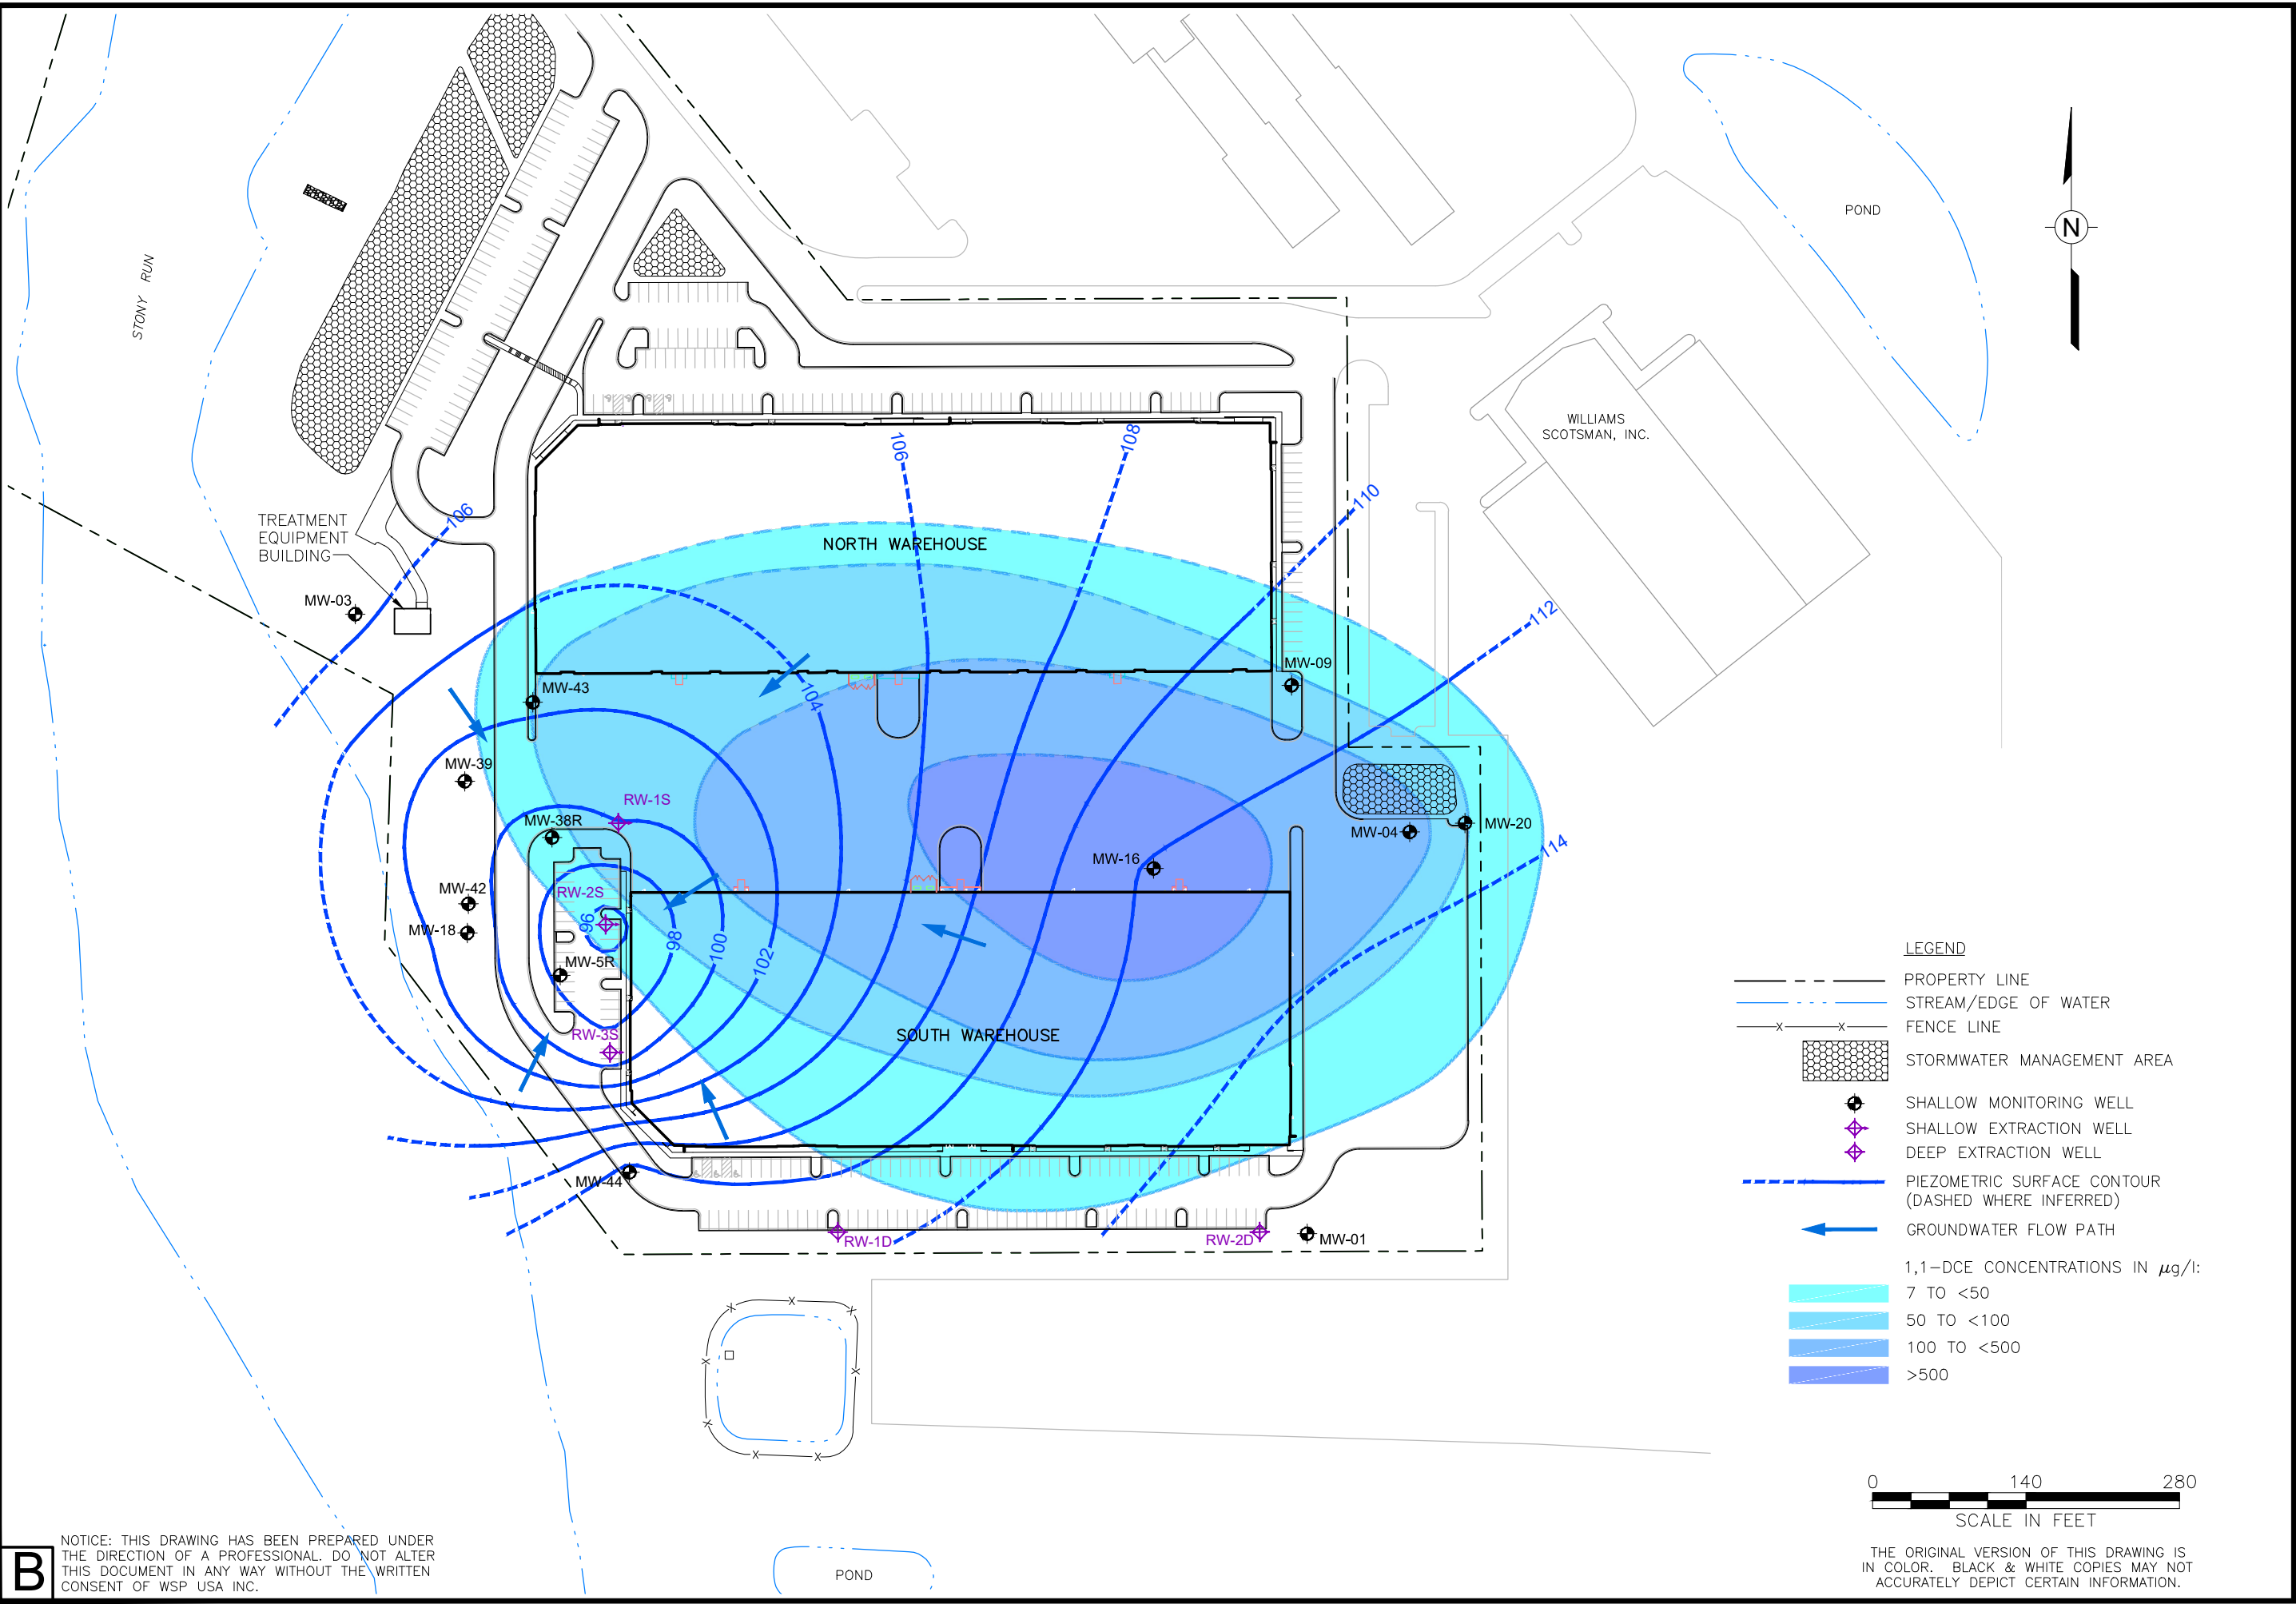 POND
N
STONY RUN
WILLIAMS
SCOTSMAN, INC.
106
108
110
106
TREATMENT
EQUIPMENT
BUILDING
NORTH WAREHOUSE
MW-03
112
MW-09
MW-43
104
MW-39
RW-1S
MW-38R
MW-04
MW-20
114
MW-16
MW-42
RW-2S
96
98
100
102
MW-18
MW-5R
RW-3S
SOUTH WAREHOUSE
MW-44
RW-1D
RW-2D
MW-01
X
X
X
X
X
X
X
X
LEGEND
PROPERTY LINE
STREAM/EDGE OF WATER
X X FENCE LINE
STORMWATER MANAGEMENT AREA
SHALLOW MONITORING WELL
SHALLOW EXTRACTION WELL
DEEP EXTRACTION WELL
PIEZOMETRIC SURFACE CONTOUR
(DASHED WHERE INFERRED)
GROUNDWATER FLOW PATH
1,1-DCE CONCENTRATIONS IN µg/l:
7 TO <50
50 TO <100
100 TO <500
>500
0 140 280
SCALE IN FEET
THE ORIGINAL VERSION OF THIS DRAWING IS
IN COLOR. BLACK & WHITE COPIES MAY NOT
ACCURATELY DEPICT CERTAIN INFORMATION.
POND
B
NOTICE: THIS DRAWING HAS BEEN PREPARED UNDER
THE DIRECTION OF A PROFESSIONAL. DO NOT ALTER
THIS DOCUMENT IN ANY WAY WITHOUT THE WRITTEN
CONSENT OF WSP USA INC.